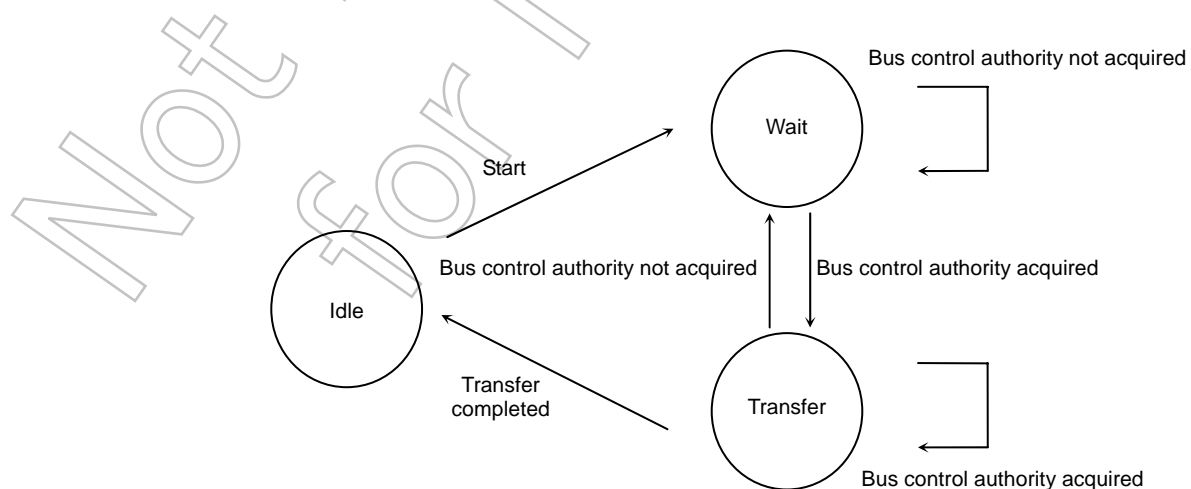 Not
for
Bus control authority not acquired
Wait
Start
Bus control authority not acquired
Bus control authority acquired
Idle
Transfer
completed
Transfer
Bus control authority acquired